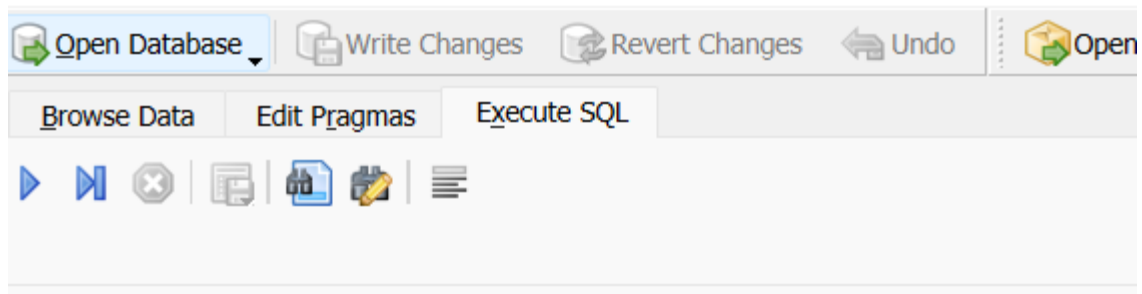 Open Database Write Changes Revert Changes Undo Open
Browse Data Edit Pragmas Execute SQL